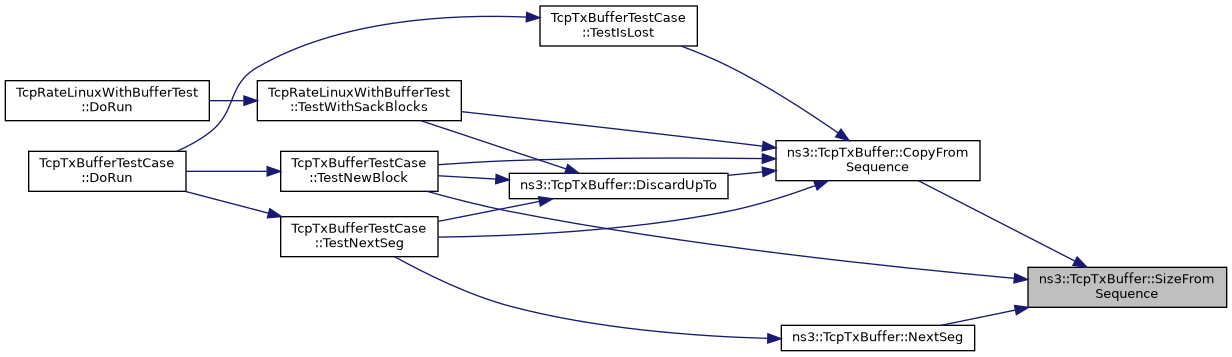 TcpTxBufferTestCase
::TestIsLost
TcpRateLinuxWithBufferTest
::DoRun
TcpRateLinuxWithBufferTest
::TestWithSackBlocks
ns3::TcpTxBuffer::CopyFrom
Sequence
TcpTxBufferTestCase
::DoRun
TcpTxBufferTestCase
::TestNewBlock
ns3::TcpTxBuffer::DiscardUpTo
TcpTxBufferTestCase
::TestNextSeg
ns3::TcpTxBuffer::SizeFrom
Sequence
ns3::TcpTxBuffer::NextSeg